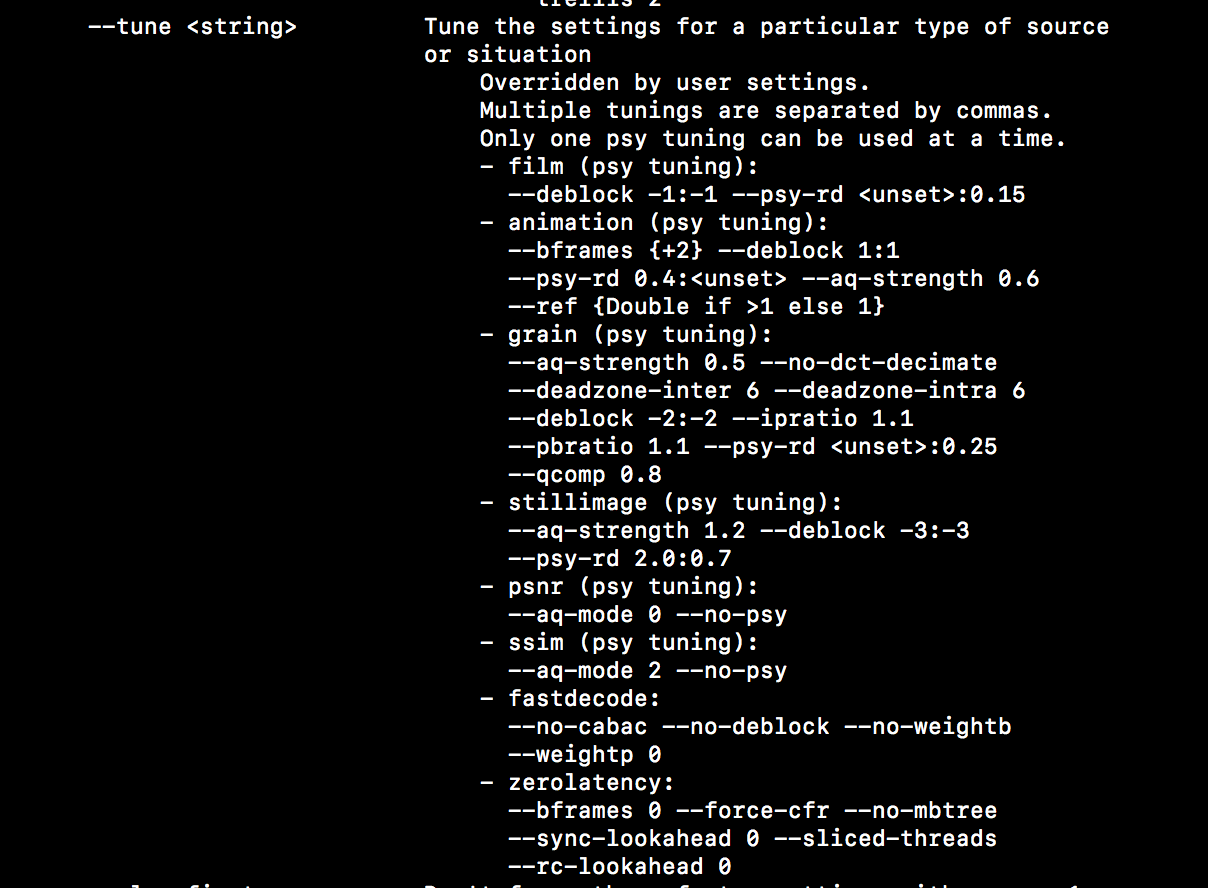 trellis 2
--tune <string> Tune the settings for a particular type of source
or situation
Overridden by user settings.
Multiple tunings are separated by commas.
Only one psy tuning can be used at a time.
- film (psy tuning):
--deblock -1:-1 --psy-rd <unset>:0.15
- animation (psy tuning):
--bframes {+2} --deblock 1:1
--psy-rd 0.4:<unset> --aq-strength 0.6
--ref {Double if >1 else 1}
- grain (psy tuning):
--aq-strength 0.5 --no-dct-decimate
--deadzone-inter 6 --deadzone-intra 6
--deblock -2:-2 --ipratio 1.1
--pbratio 1.1 --psy-rd <unset>:0.25
--qcomp 0.8
- stillimage (psy tuning):
--aq-strength 1.2 --deblock -3:-3
--psy-rd 2.0:0.7
- psnr (psy tuning):
--aq-mode 0 --no-psy
- ssim (psy tuning):
--aq-mode 2 --no-psy
- fastdecode:
--no-cabac --no-deblock --no-weightb
--weightp 0
- zerolatency:
--bframes 0 --force-cfr --no-mbtree
--sync-lookahead 0 --sliced-threads
--rc-lookahead 0